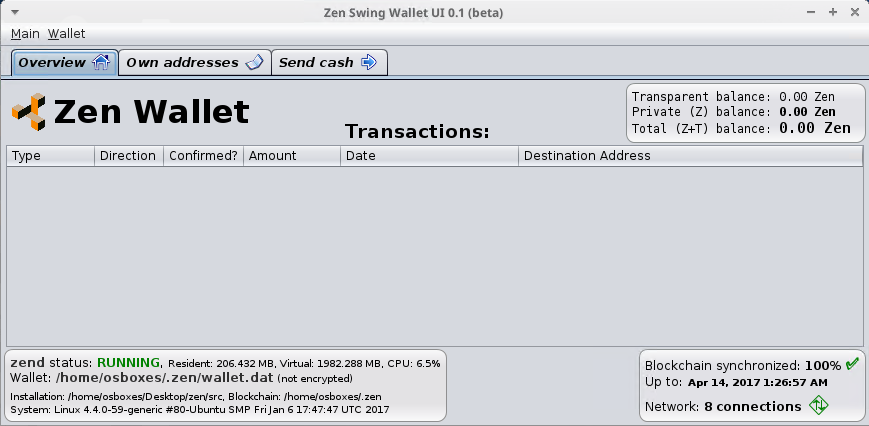 Zen Swing Wallet UI 0.1 (beta)
Main Wallet
Overview Own addresses Send cash
Zen Wallet
Transactions:
Transparent balance: 0.00 Zen
Private (Z) balance: 0.00 Zen
Total (Z+T) balance: 0.00 Zen
Type Direction Confirmed? Amount Date Destination Address
zend status: RUNNING, Resident: 206.432 MB, Virtual: 1982.288 MB, CPU: 6.5%
Wallet: /home/osboxes/.zen/wallet.dat (not encrypted)
Installation: /home/osboxes/Desktop/zen/src, Blockchain: /home/osboxes/.zen
System: Linux 4.4.0-59-generic #80-Ubuntu SMP Fri Jan 6 17:47:47 UTC 2017
Blockchain synchronized: 100%
Up to: Apr 14, 2017 1:26:57 AM
Network: 8 connections